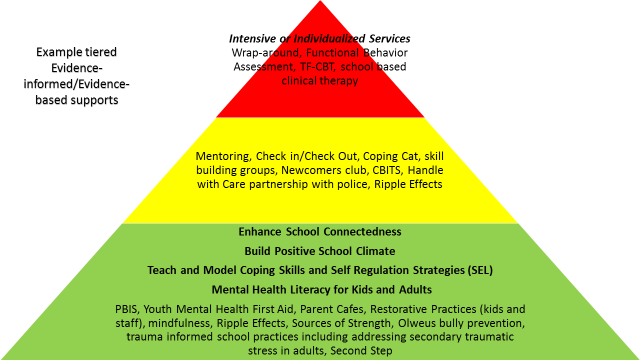 Example tiered
Evidence-
informed/Evidence-
based supports
Intensive or Individualized Services
Wrap-around, Functional Behavior
Assessment, TF-CBT, school based
clinical therapy
Mentoring, Check in/Check Out, Coping Cat, skill
building groups, Newcomers club, CBITS, Handle
with Care partnership with police, Ripple Effects
Enhance School Connectedness
Build Positive School Climate
Teach and Model Coping Skills and Self Regulation Strategies (SEL)
Mental Health Literacy for Kids and Adults
PBIS, Youth Mental Health First Aid, Parent Cafes, Restorative Practices (kids and
staff), mindfulness, Ripple Effects, Sources of Strength, Olweus bully prevention,
trauma informed school practices including addressing secondary traumatic
stress in adults, Second Step